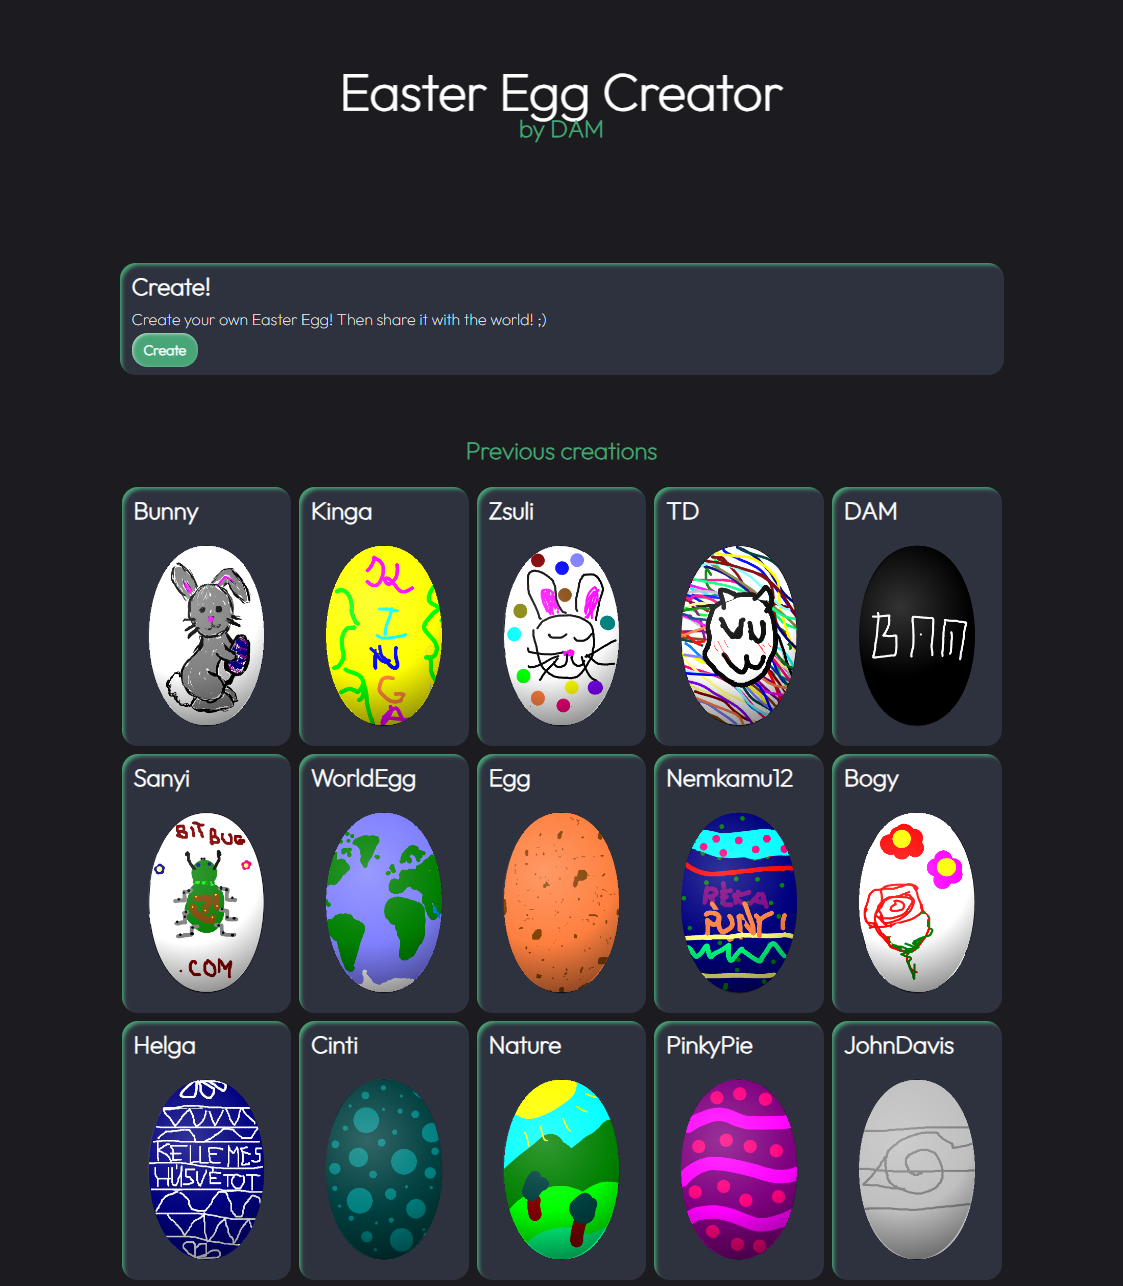 Easter Egg Creator
by DAM
Create!
Create your own Easter Egg! Then share it with the world! ;)
Create
Previous creations
Bunny
Kinga
Zsuli
TD
DAM
K
I
N
G
A
Sanyi
WorldEgg
Egg
Nemkamu12
Bogy
BIT BUG
.COM
RÉKA
Helga
Cinti
Nature
PinkyPie
JohnDavis
KELLEMES
HÚSVÉTOT